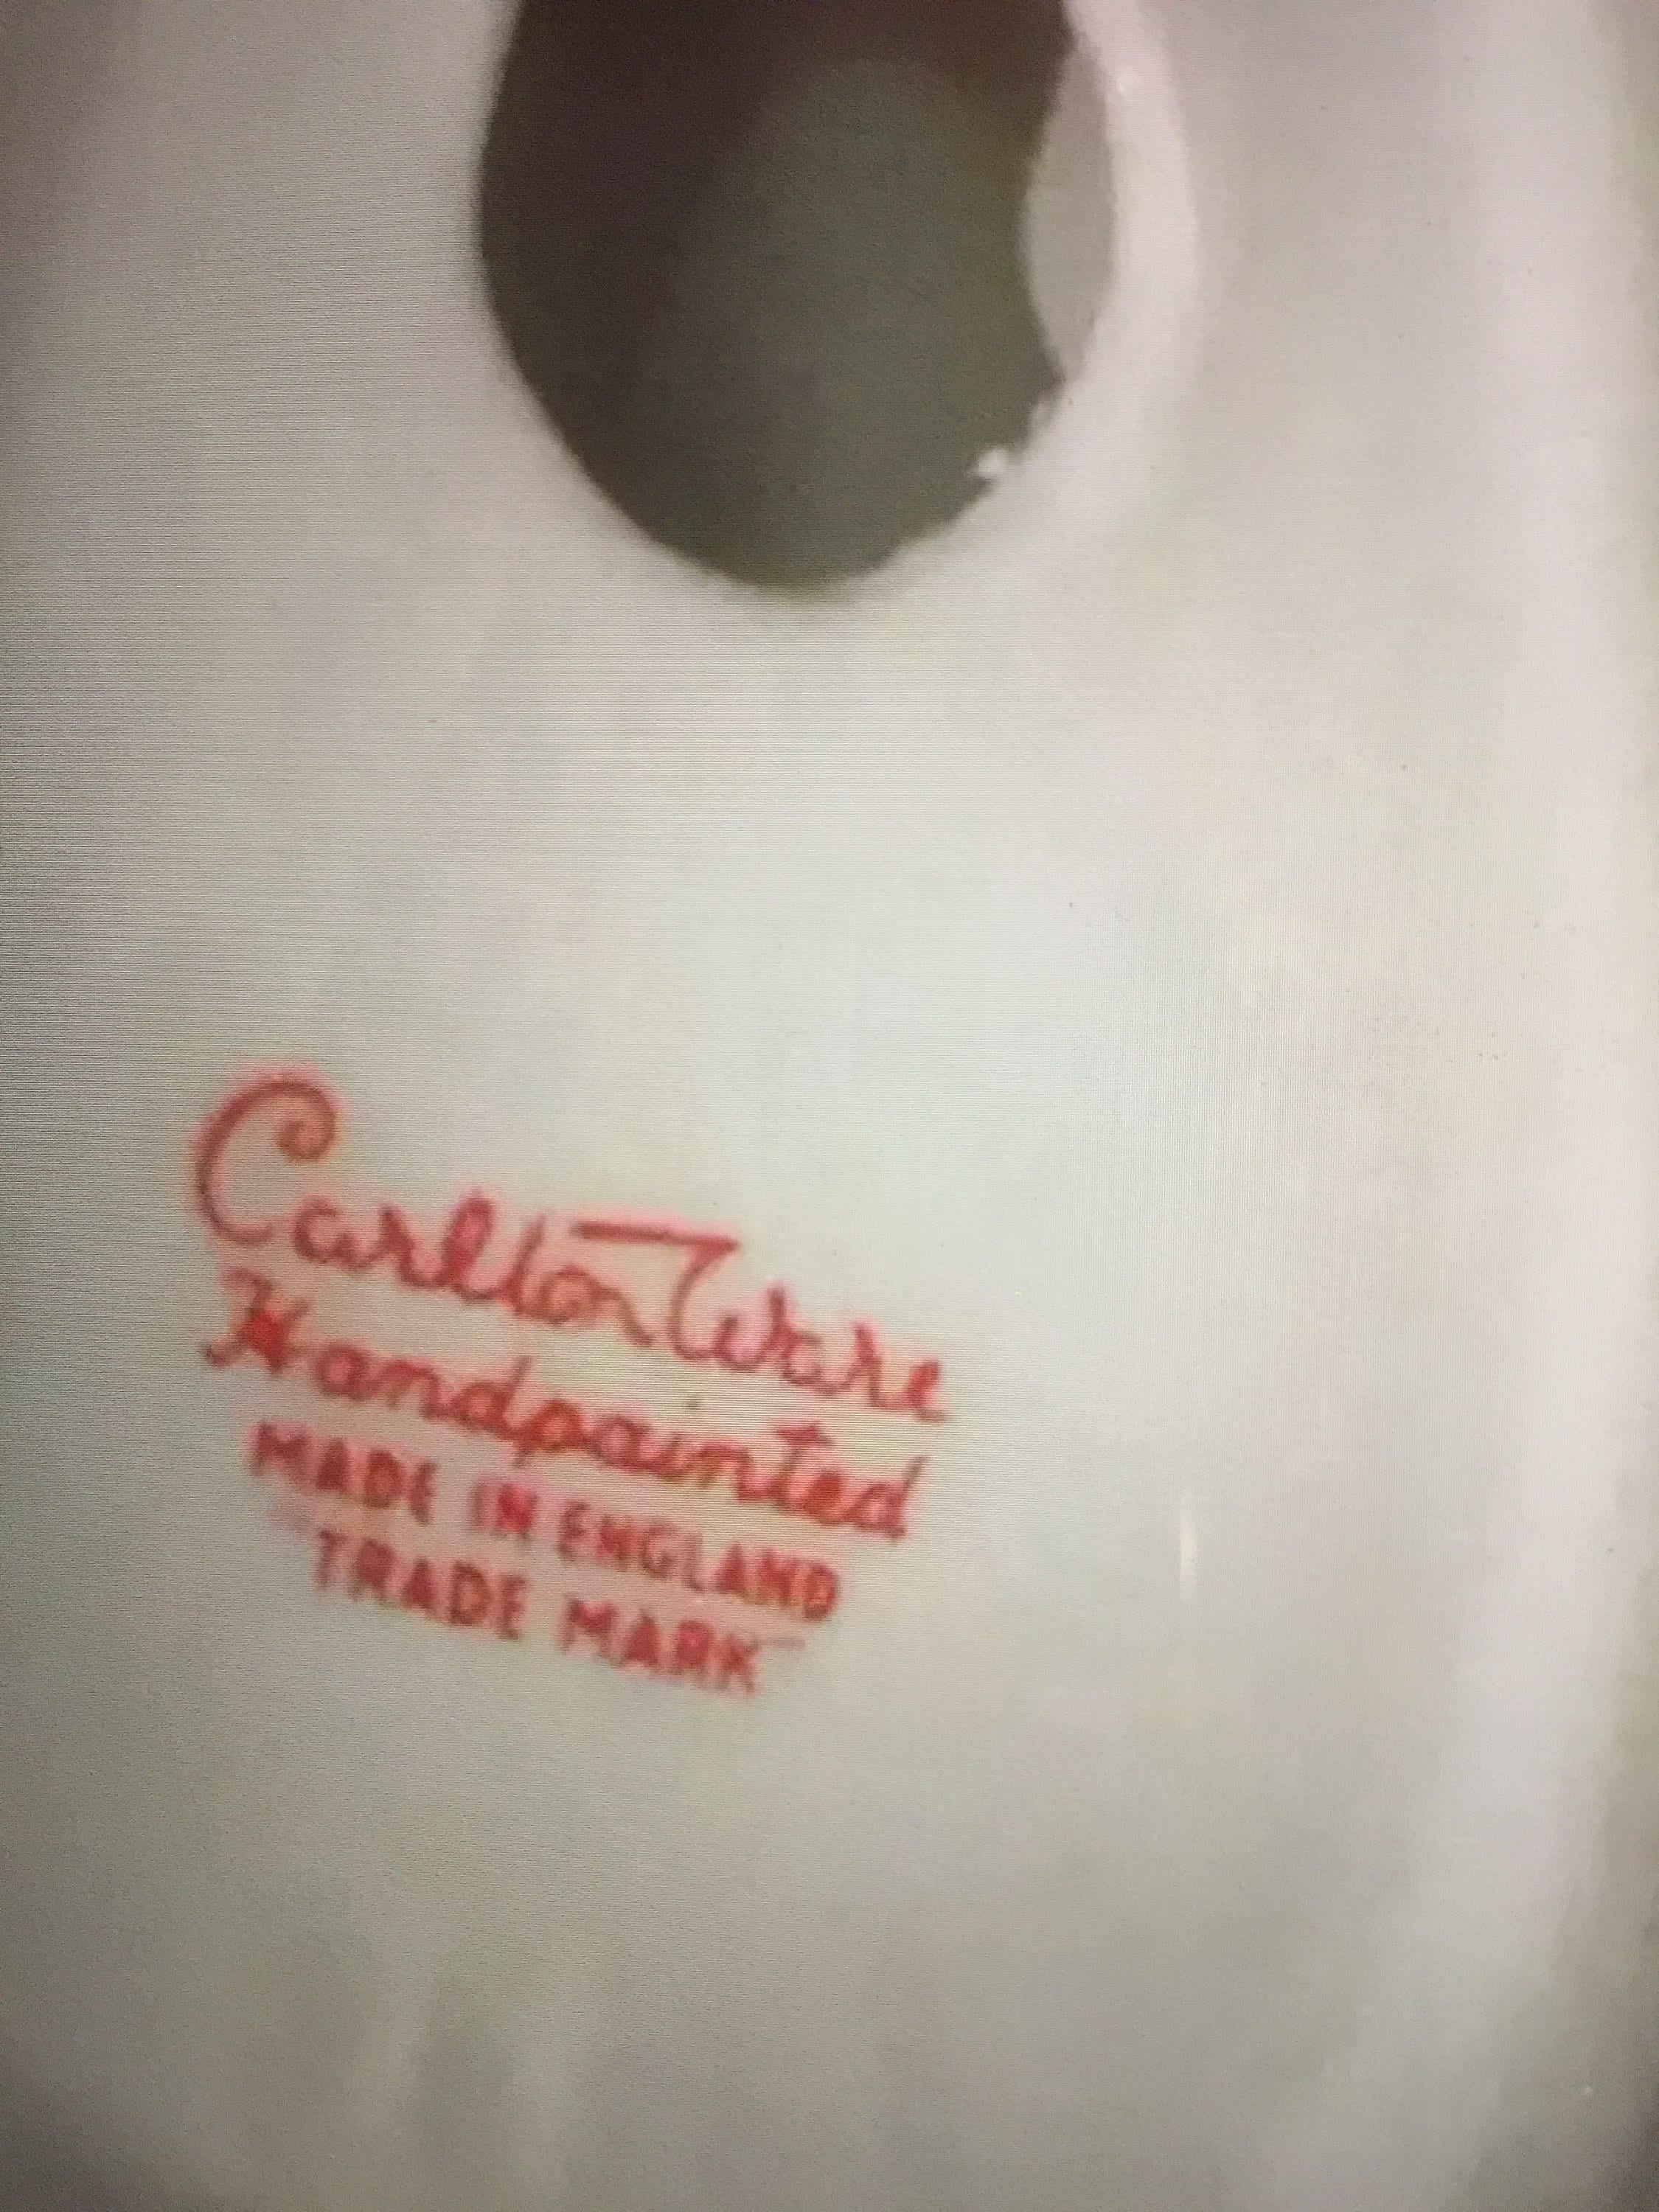 Carlton Ware
Handpainted
MADE IN ENGLAND
TRADE MARK